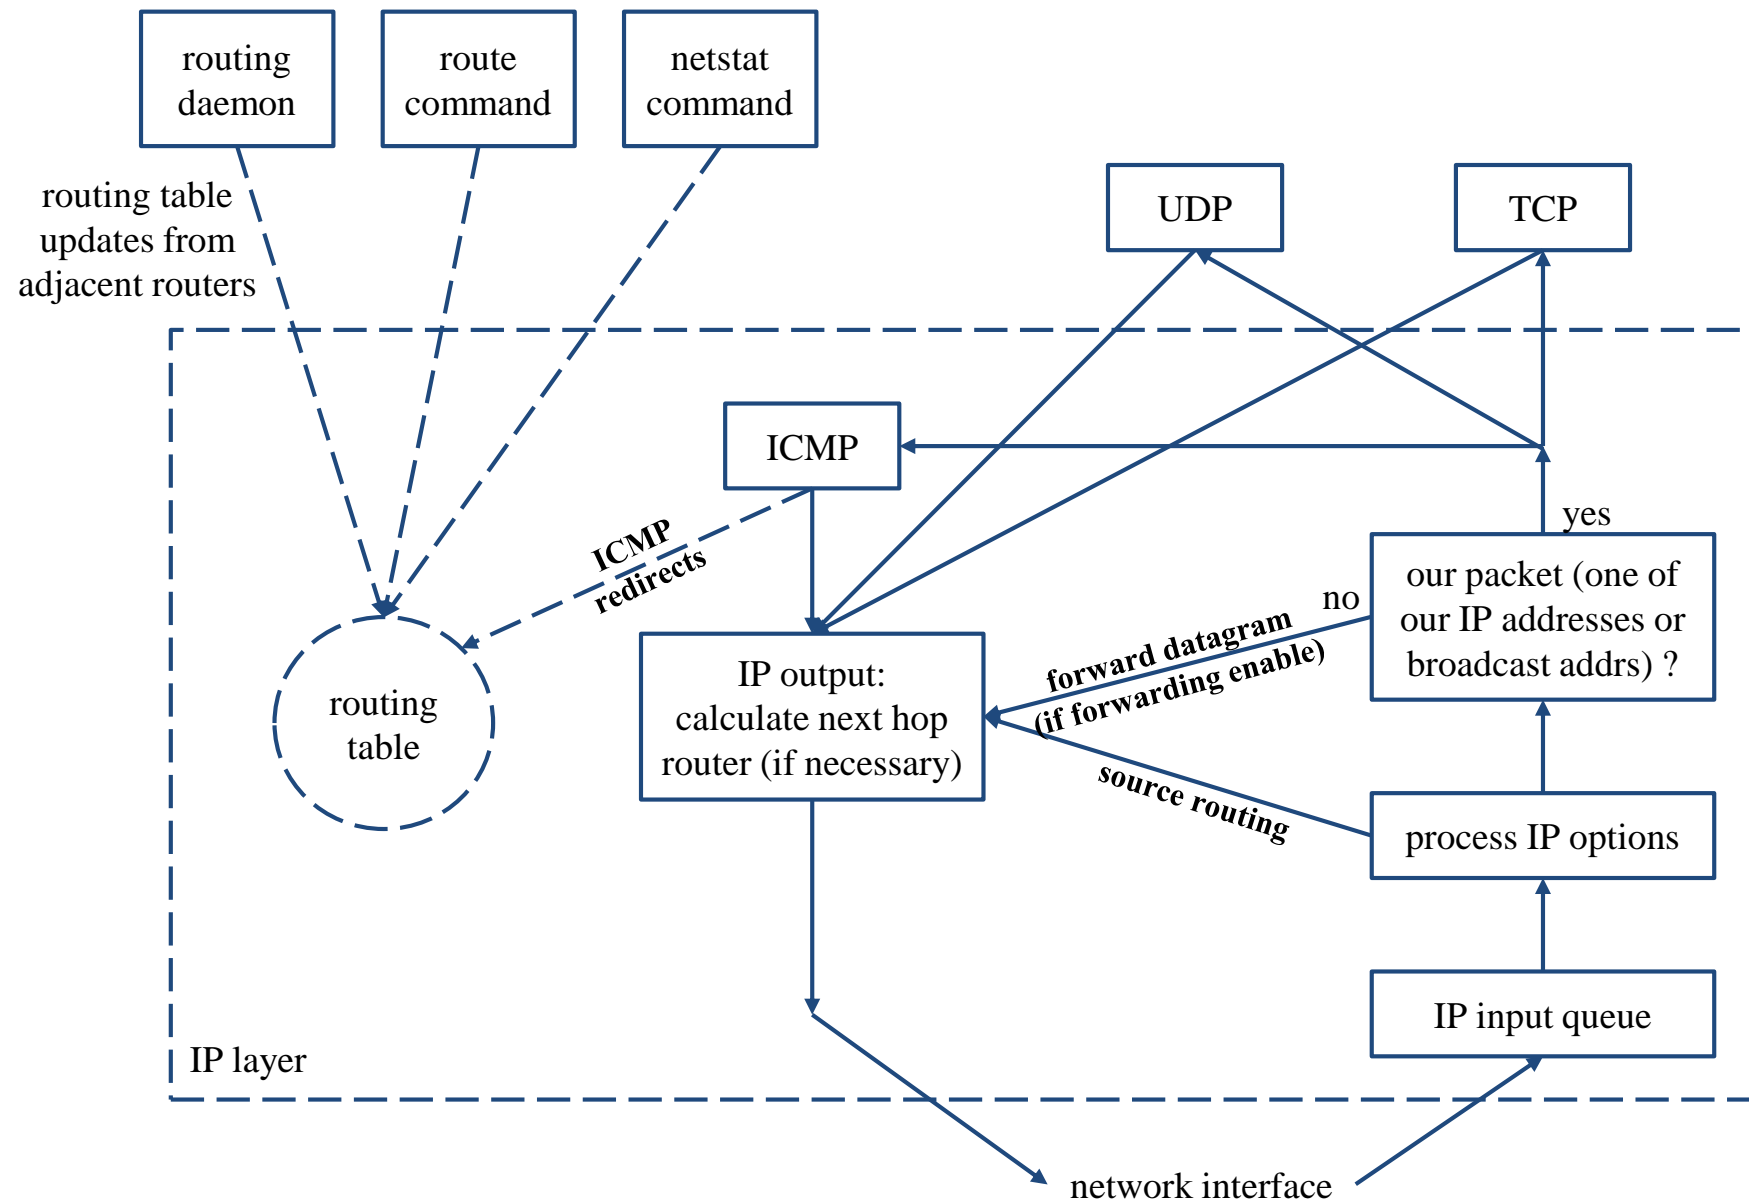 routing
daemon
route
command
netstat
command
routing table
updates from
adjacent routers
UDP
TCP
ICMP
ICMP
redirects
yes
our packet (one of
our IP addresses or
broadcast addrs) ?
no
forward datagram
(if forwarding enable)
IP output:
calculate next hop
router (if necessary)
routing
table
source routing
process IP options
IP input queue
IP layer
network interface